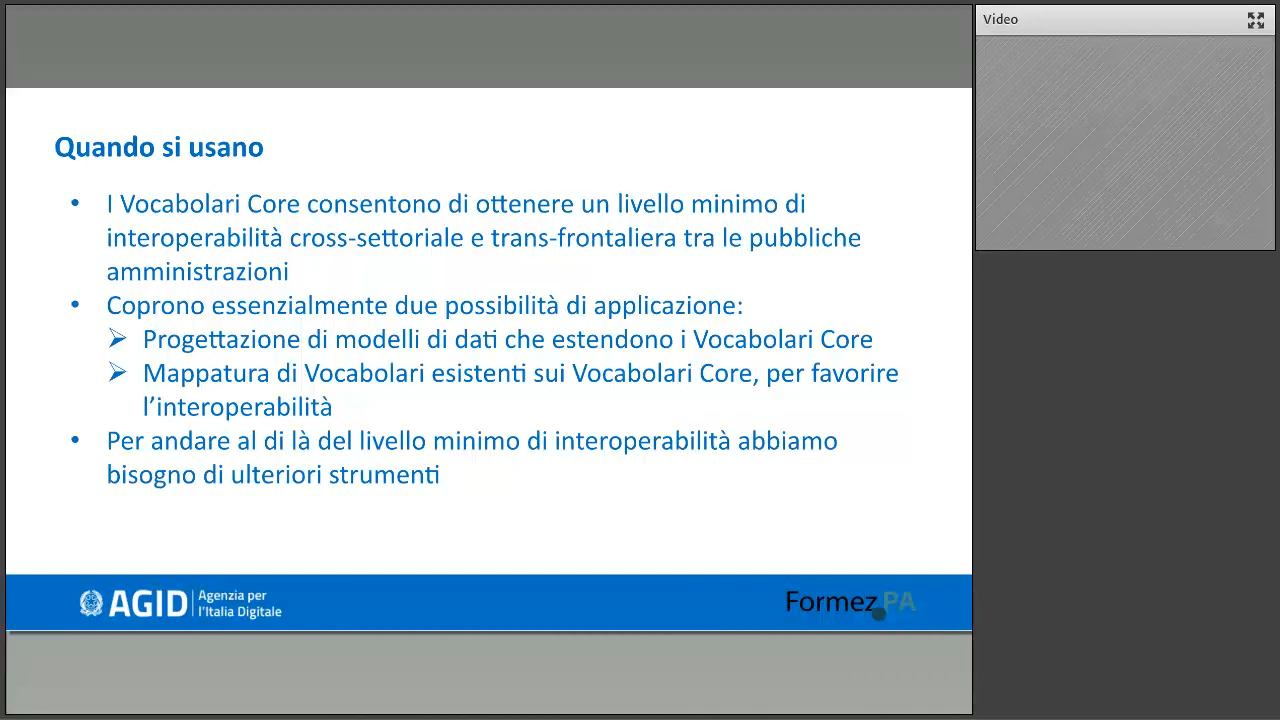 Video
Quando si usano
• I Vocabolari Core consentono di ottenere un livello minimo di
interoperabilità cross-settoriale e trans-frontaliera tra le pubbliche
amministrazioni
• Coprono essenzialmente due possibilità di applicazione:
➢ Progettazione di modelli di dati che estendono i Vocabolari Core
➢ Mappatura di Vocabolari esistenti sui Vocabolari Core, per favorire
l’interoperabilità
• Per andare al di là del livello minimo di interoperabilità abbiamo
bisogno di ulteriori strumenti
AGID Agenzia per
l'Italia Digitale
Formez PA